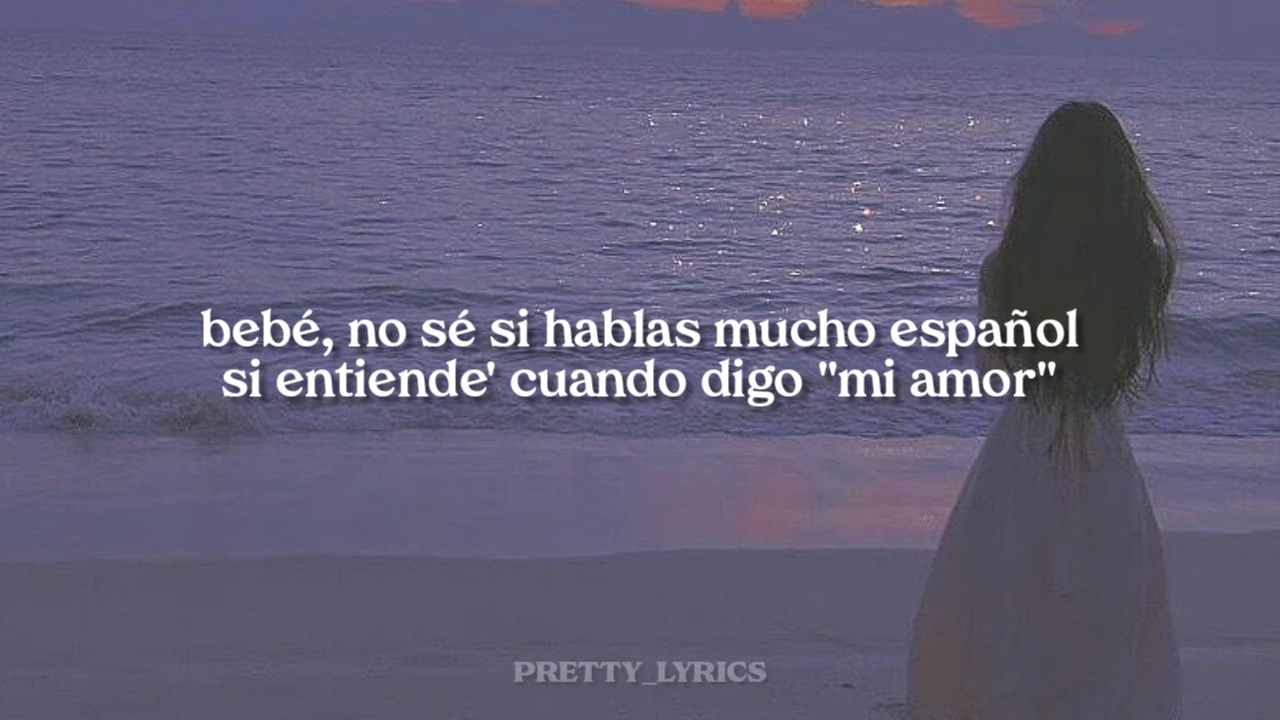 bebé, no sé si hablas mucho español
si entiende' cuando digo "mi amor"
PRETTY_LYRICS